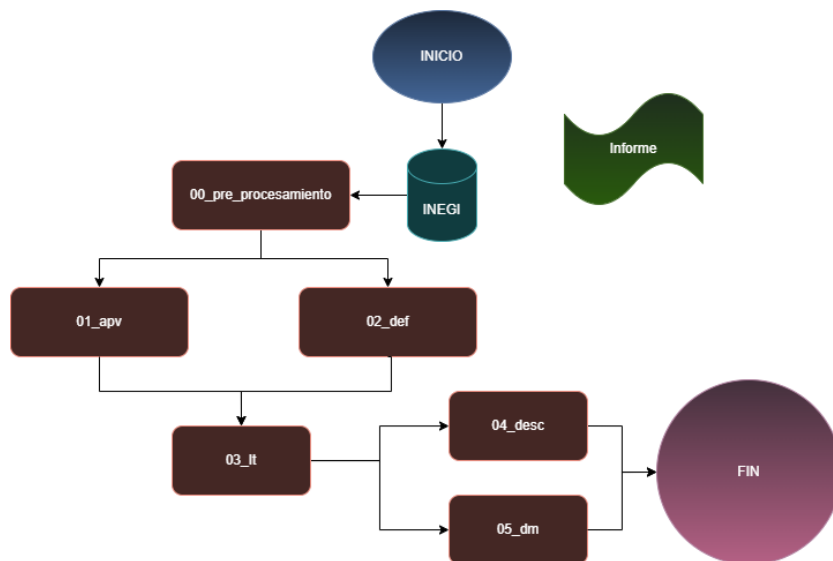 INICIO
Informe
00_pre_procesamiento
INEGI
01_apv
02_def
04_desc
03_lt
FIN
05_dm